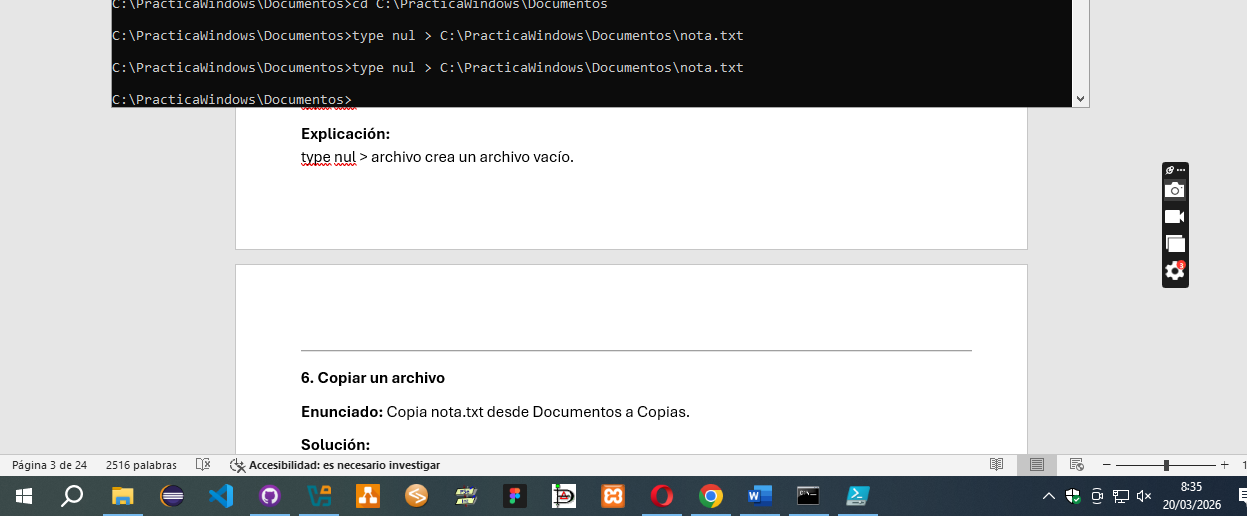 C:\PracticaWindows\Documentos>cd C:\PracticaWindows\Documentos
C:\PracticaWindows\Documentos>type nul > C:\PracticaWindows\Documentos\nota.txt
C:\PracticaWindows\Documentos>type nul > C:\PracticaWindows\Documentos\nota.txt
C:\PracticaWindows\Documentos>
Explicación:
type nul > archivo crea un archivo vacío.
3
6. Copiar un archivo
Enunciado: Copia nota.txt desde Documentos a Copias.
Solución:
Página 3 de 24 2516 palabras Accesibilidad: es necesario investigar
8:35
20/03/2026